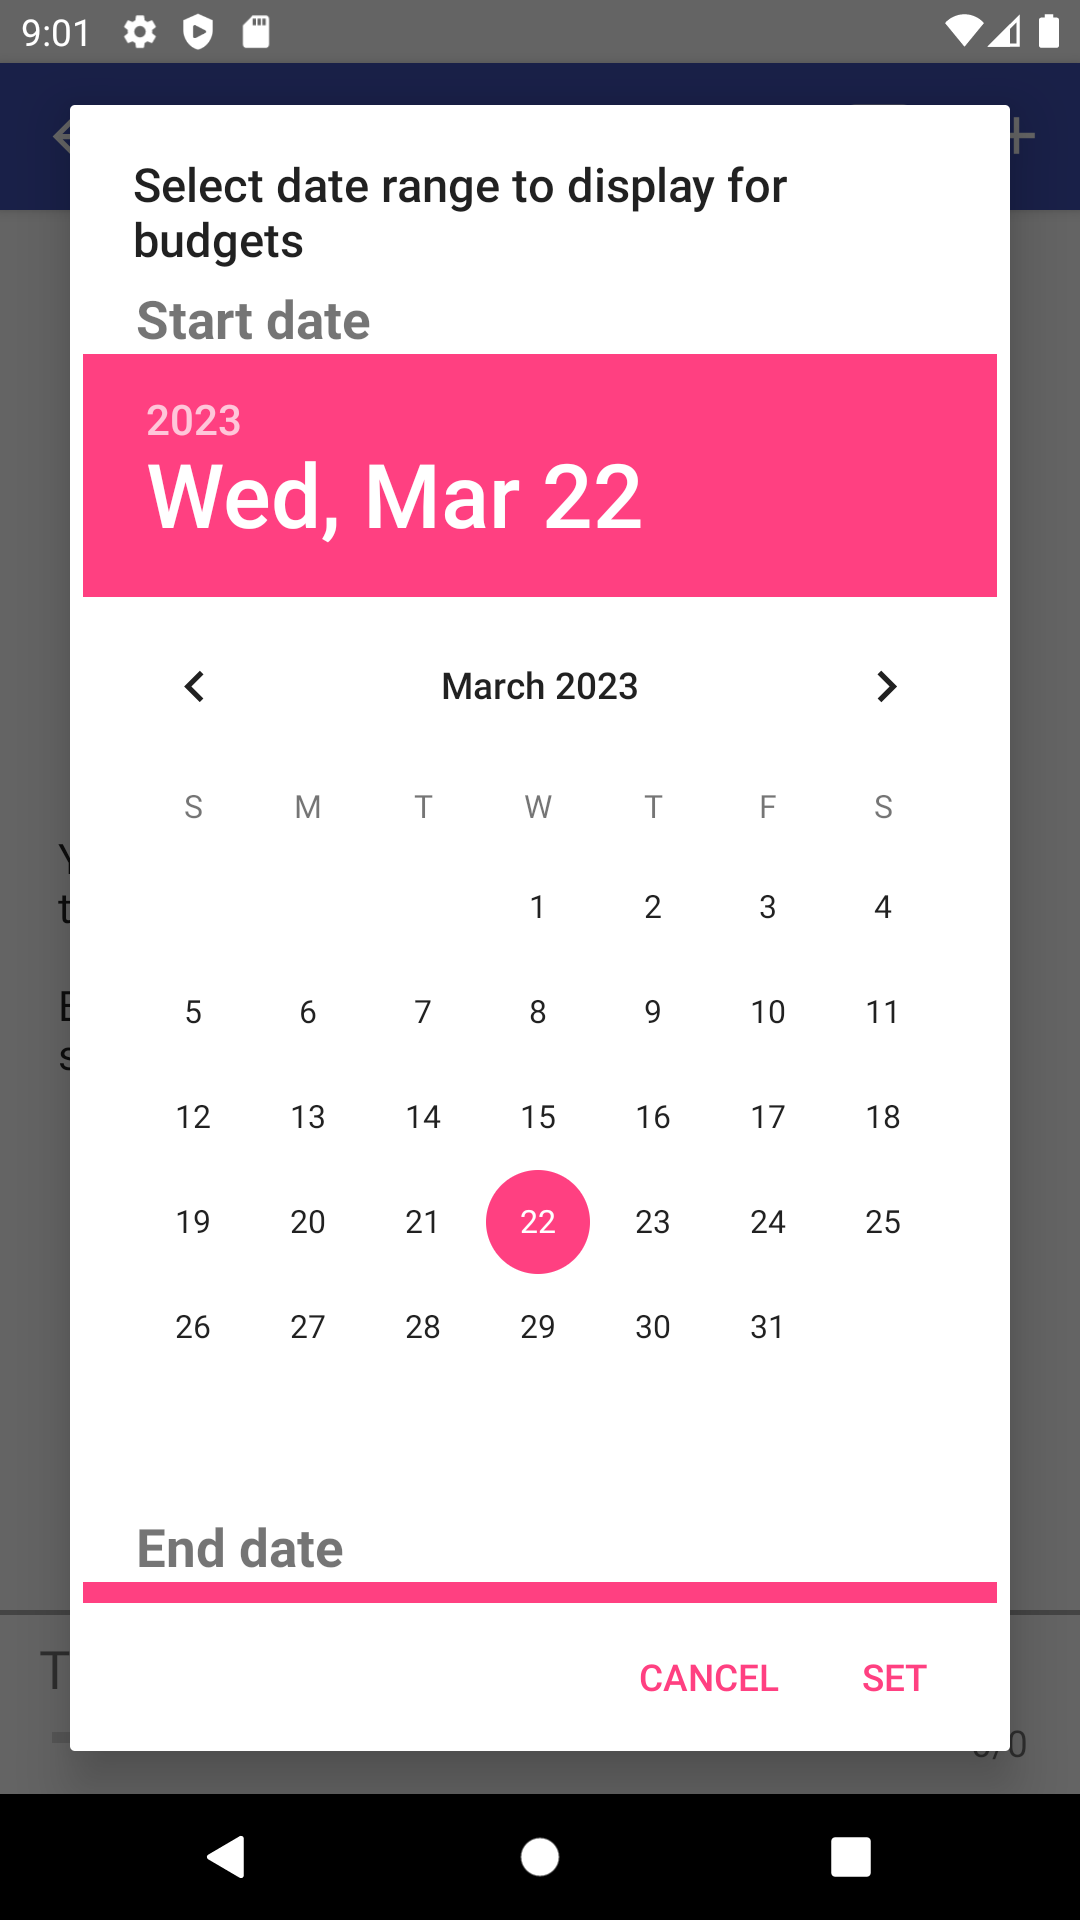 9:01
Select date range to display for
budgets
Start date
2023
Wed, Mar 22
March 2023
S M T W T F S
1 2 3 4
5 6 7 8 9 10 11
12 13 14 15 16 17 18
19 20 21 22 23 24 25
26 27 28 29 30 31
End date
CANCEL SET